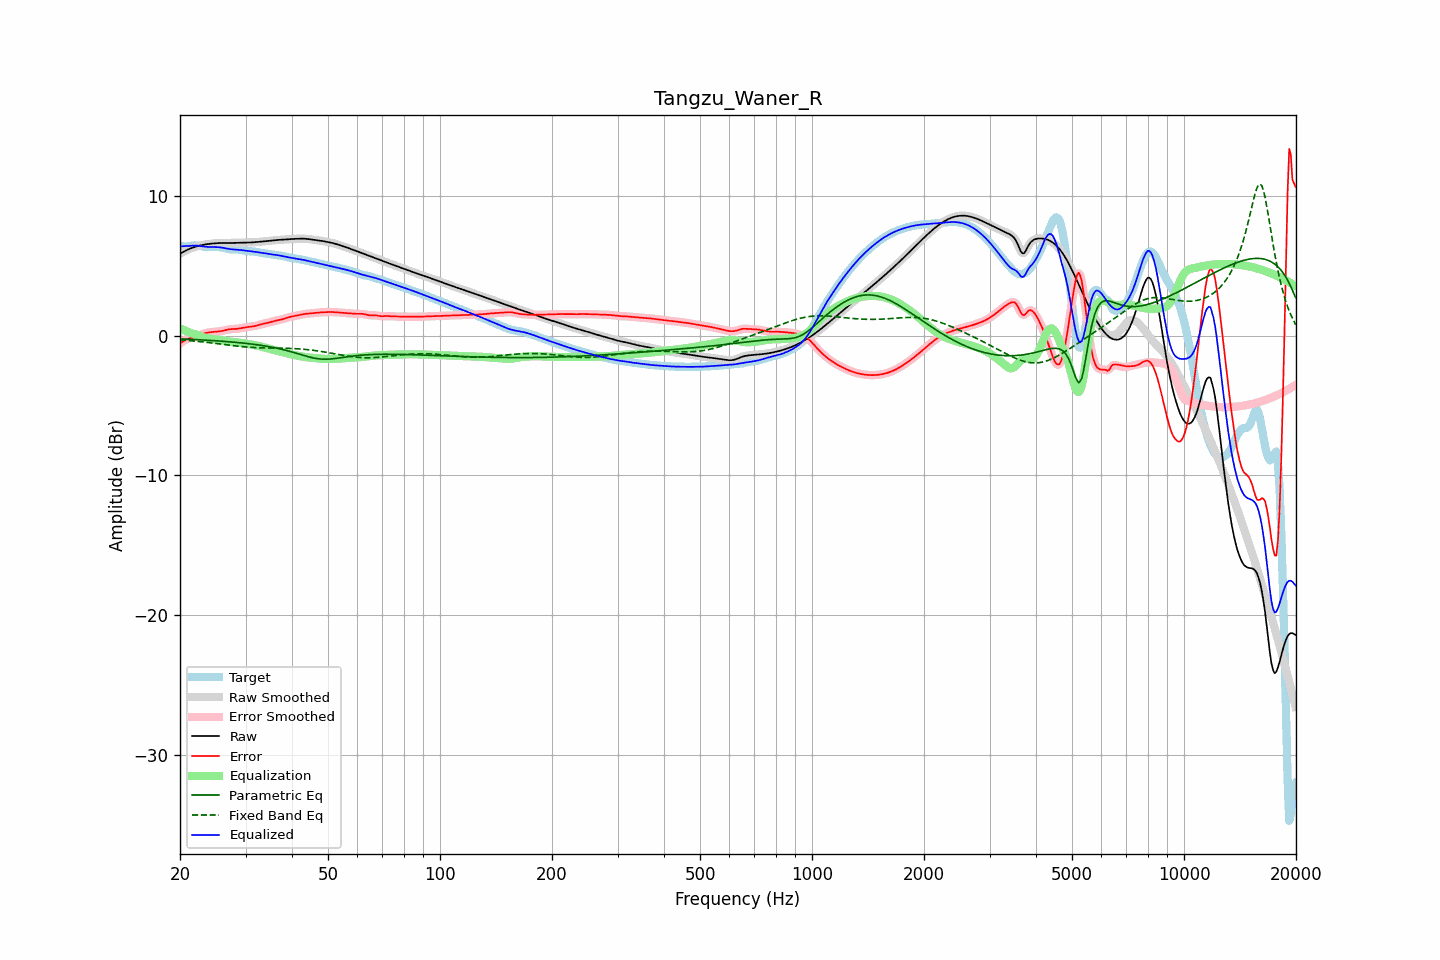 Tangzu_Waner_R
Amplitude (dBr)
10
0
−10
−20
−30
Target
Raw Smoothed
Error Smoothed
Raw
Error
Equalization
Parametric Eq
Fixed Band Eq
Equalized
20 50 100 200 500 1000 2000 5000 10000 20000
Frequency (Hz)